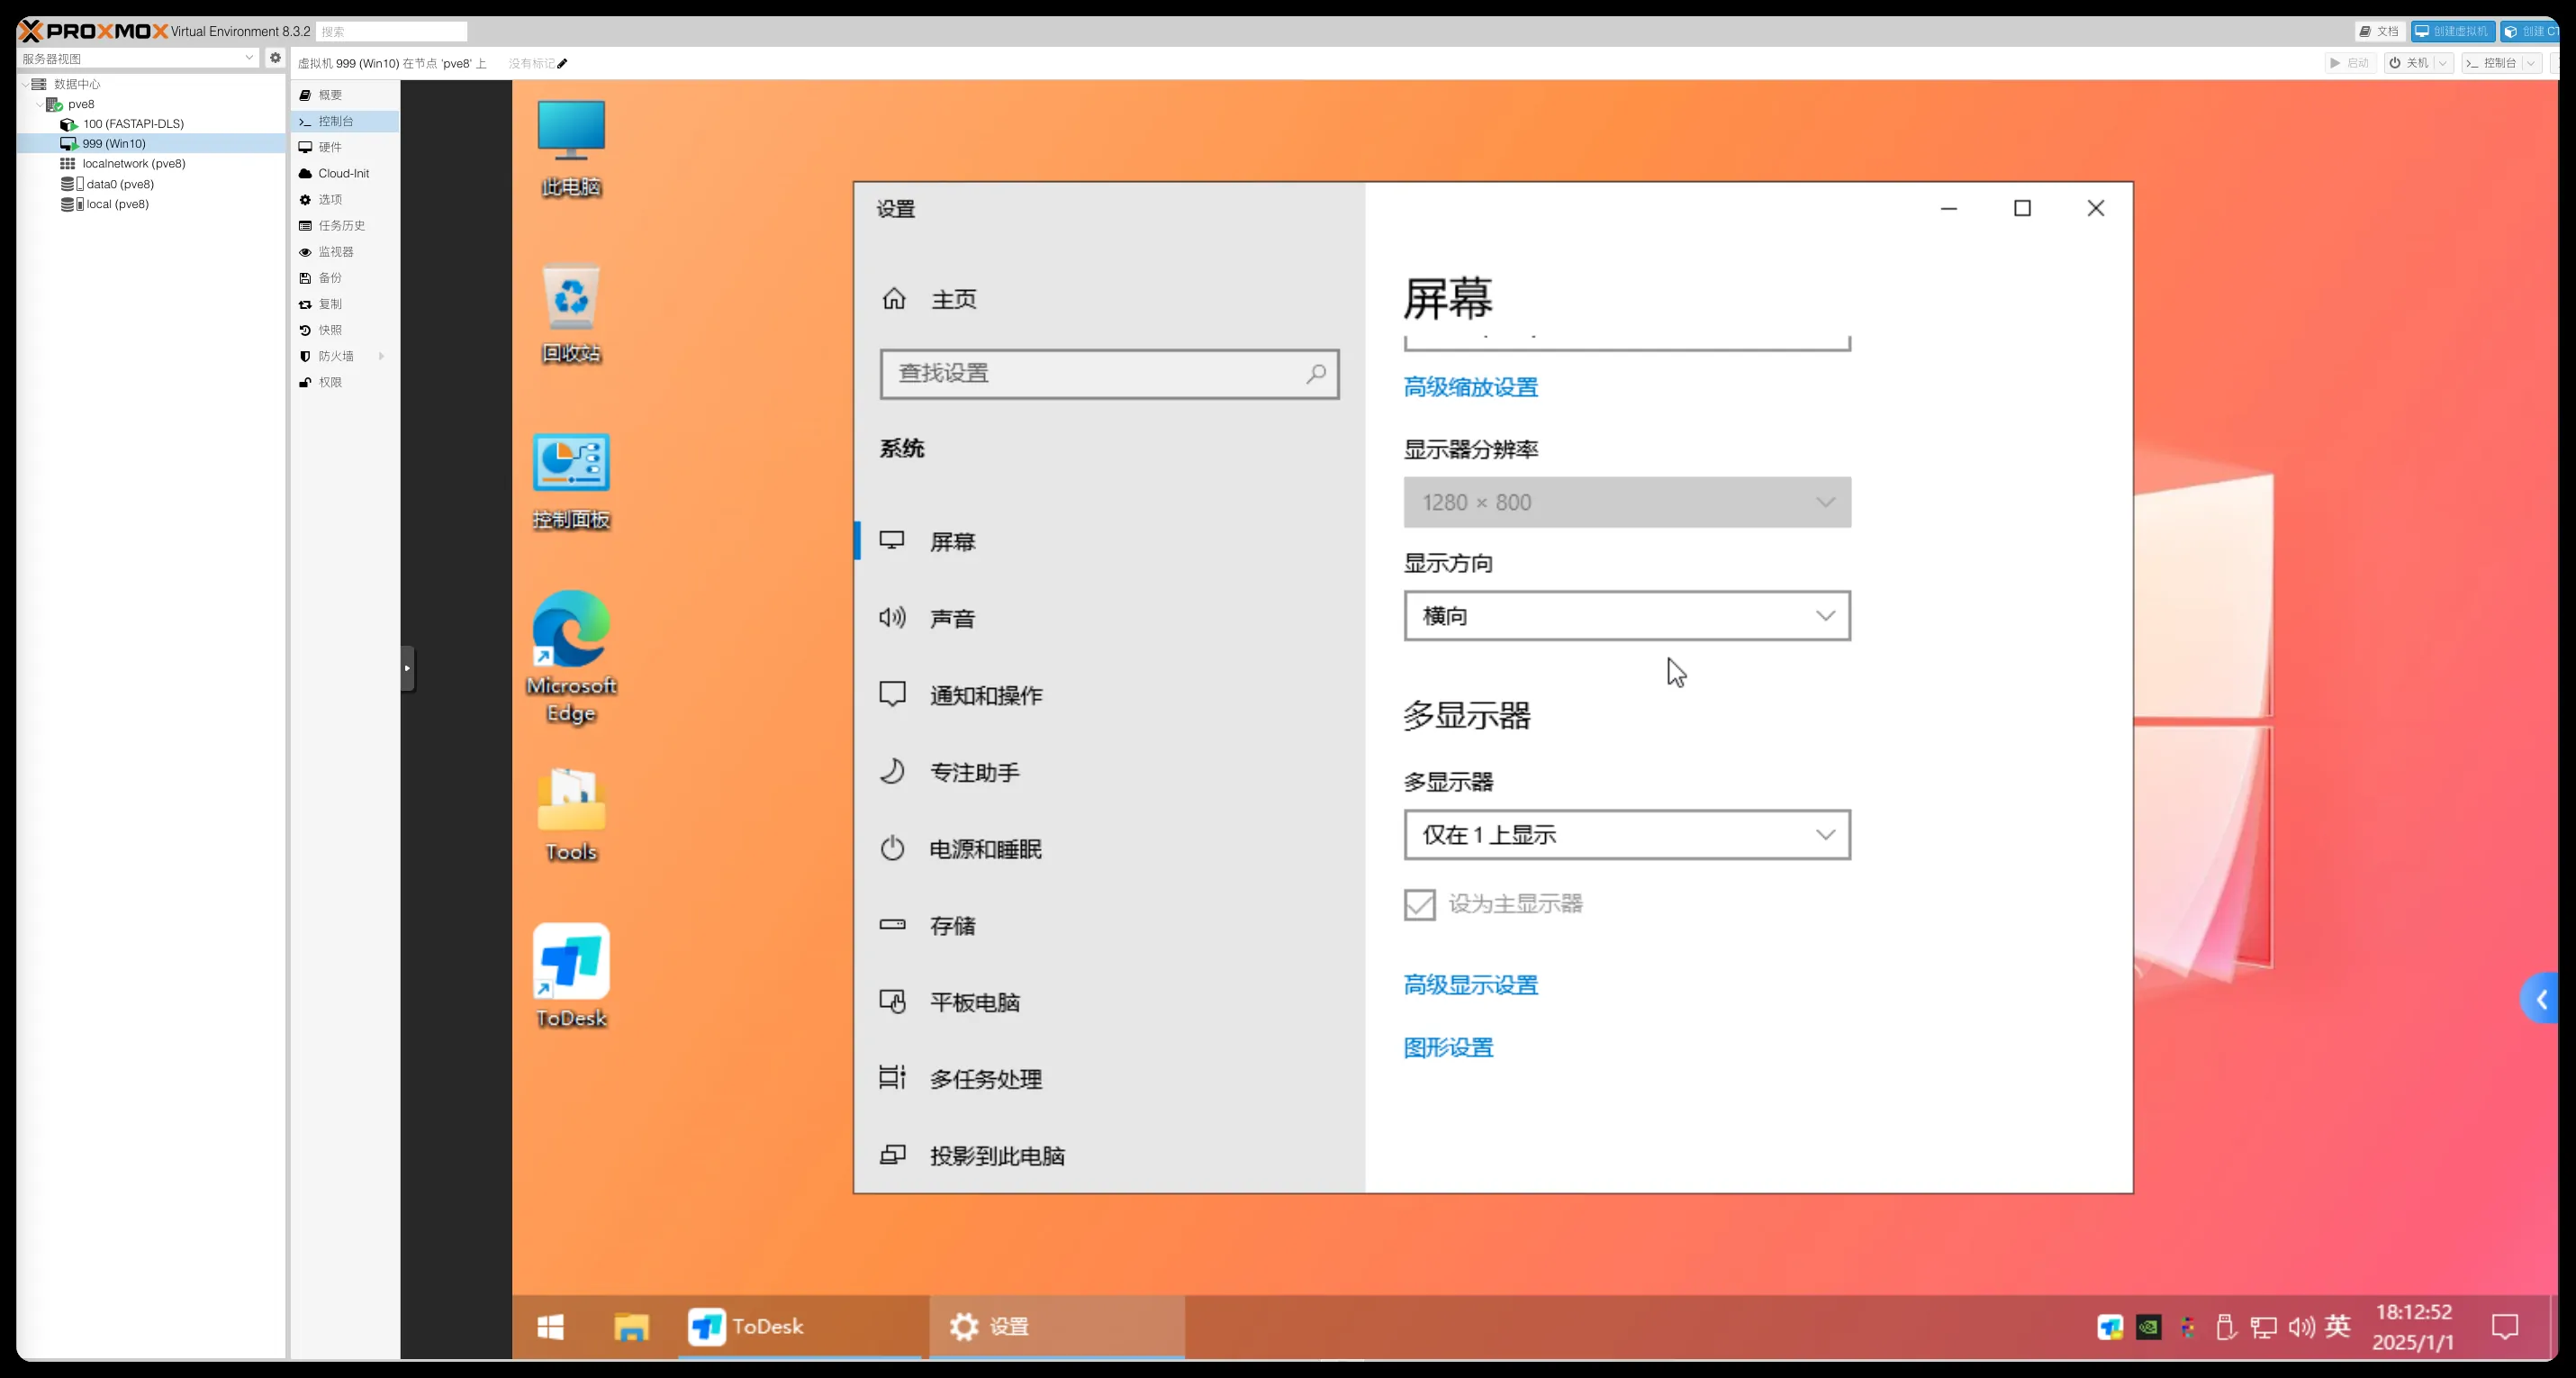 PROXMOX Virtual Environment 8.3.2
搜索
文档
创建虚拟机
创建 CT
服务器视图
虚拟机 999 (Win10) 在节点 'pve8' 上
没有标记
启动
关机
控制台
数据中心
pve8
100 (FASTAPI-DLS)
999 (Win10)
localnetwork (pve8)
data0 (pve8)
local (pve8)
概要
控制台
硬件
Cloud-Init
选项
任务历史
监视器
备份
复制
快照
防火墙
权限
此电脑
回收站
控制面板
Microsoft
Edge
Tools
ToDesk
设置
主页
查找设置
系统
屏幕
声音
通知和操作
专注助手
电源和睡眠
存储
平板电脑
多任务处理
投影到此电脑
屏幕
高级缩放设置
显示器分辨率
1280 × 800
显示方向
横向
多显示器
多显示器
仅在 1 上显示
设为主显示器
高级显示设置
图形设置
ToDesk
设置
英
18:12:52
2025/1/1